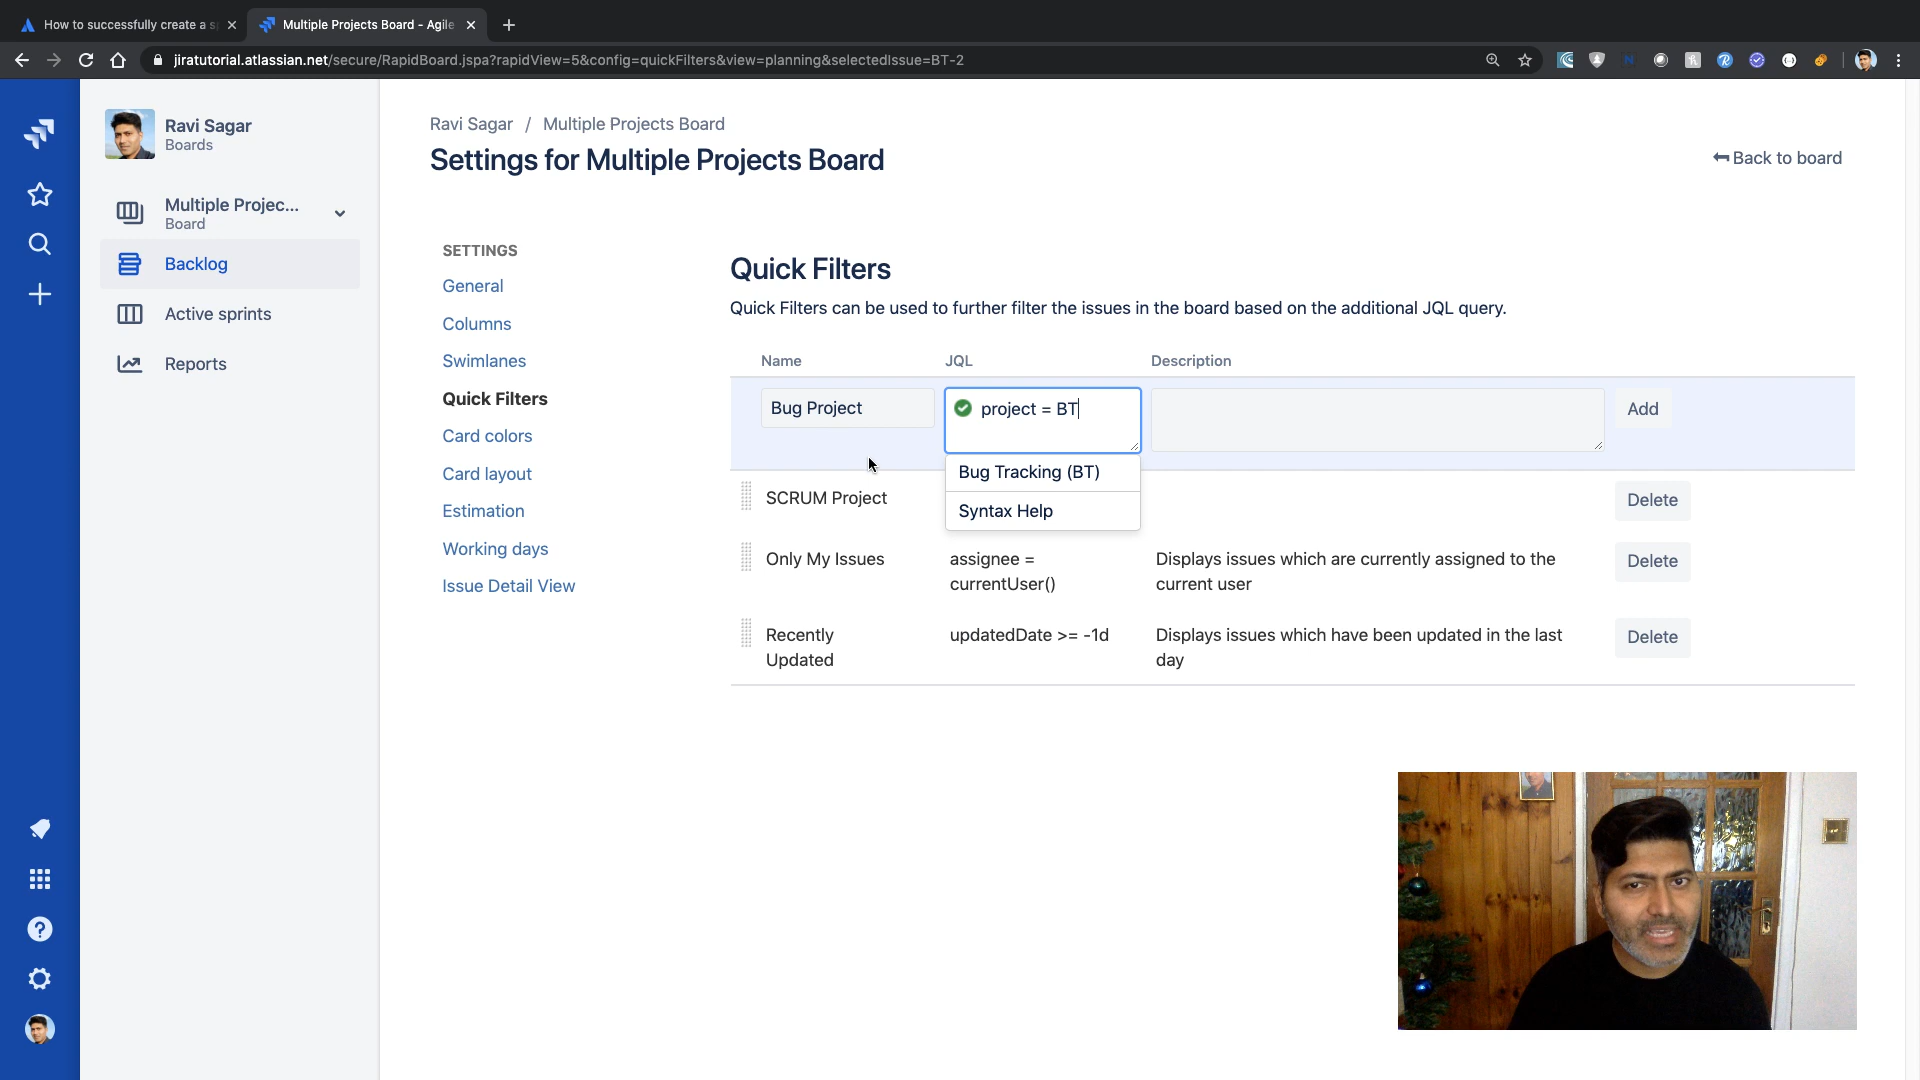 How to successfully create a s
Multiple Projects Board - Agile
jiratutorial.atlassian.net/secure/RapidBoard.jspa?rapidView=5&config=quickFilters&view=planning&selectedIssue=BT-2
Ravi Sagar
Boards
Multiple Projec...
Board
Backlog
Active sprints
Reports
Ravi Sagar / Multiple Projects Board
Settings for Multiple Projects Board
Back to board
SETTINGS
General
Columns
Swimlanes
Quick Filters
Card colors
Card layout
Estimation
Working days
Issue Detail View
Quick Filters
Quick Filters can be used to further filter the issues in the board based on the additional JQL query.
Name JQL Description
Bug Project project = BT Add
Bug Tracking (BT)
Syntax Help
SCRUM Project Delete
Only My Issues assignee = Displays issues which are currently assigned to the Delete
currentUser() current user
Recently updatedDate >= -1d Displays issues which have been updated in the last Delete
Updated day